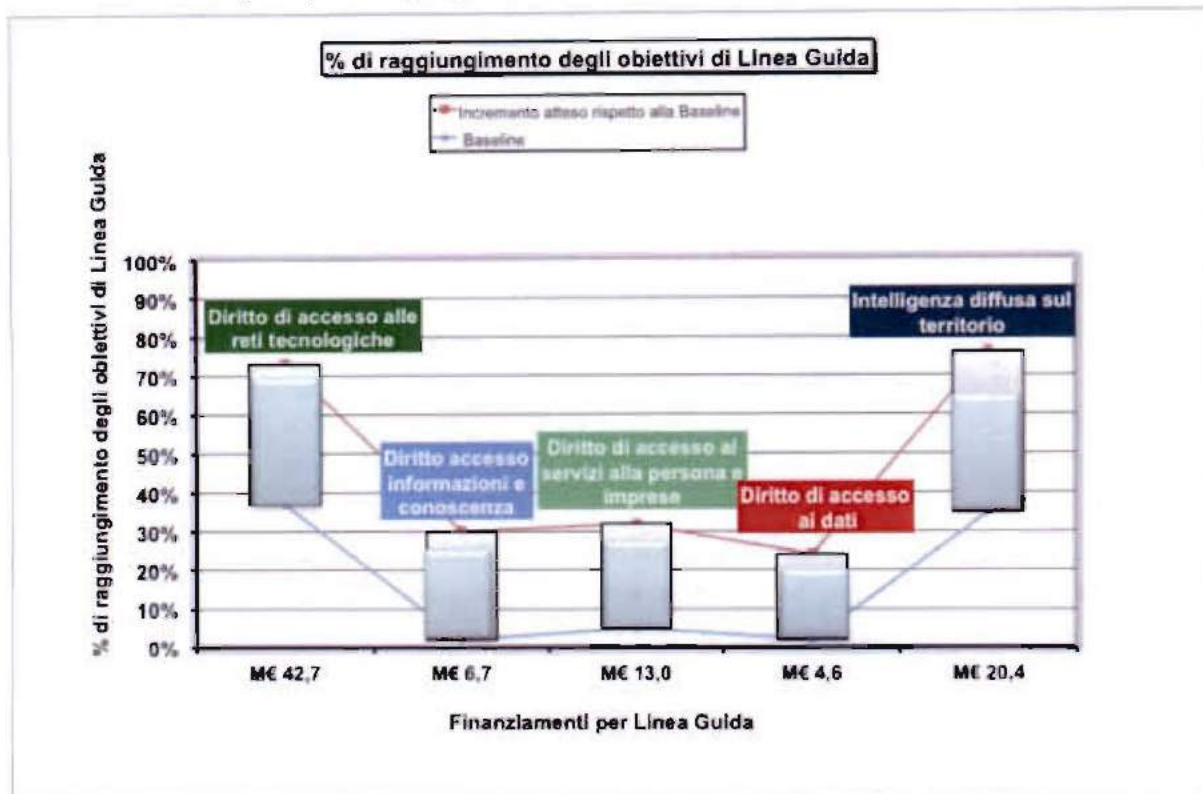 % di raggiungimento degli obiettivi di Linea Guida
Incremento atteso rispetto alla Baseline
Baseline
% di raggiungimento degli obiettivi di Linea Guida
100%
90%
80%
70%
60%
50%
40%
30%
20%
10%
0%
Diritto di accesso alle
reti tecnologiche
Diritto accesso
informazioni e
conoscenza
Diritto di accesso ai
servizi alla persona e
imprese
Diritto di accesso
ai dati
Intelligenza diffusa sul
territorio
M€ 42,7
M€ 6,7
M€ 13,0
M€ 4,6
M€ 20,4
Finanziamenti per Linea Guida